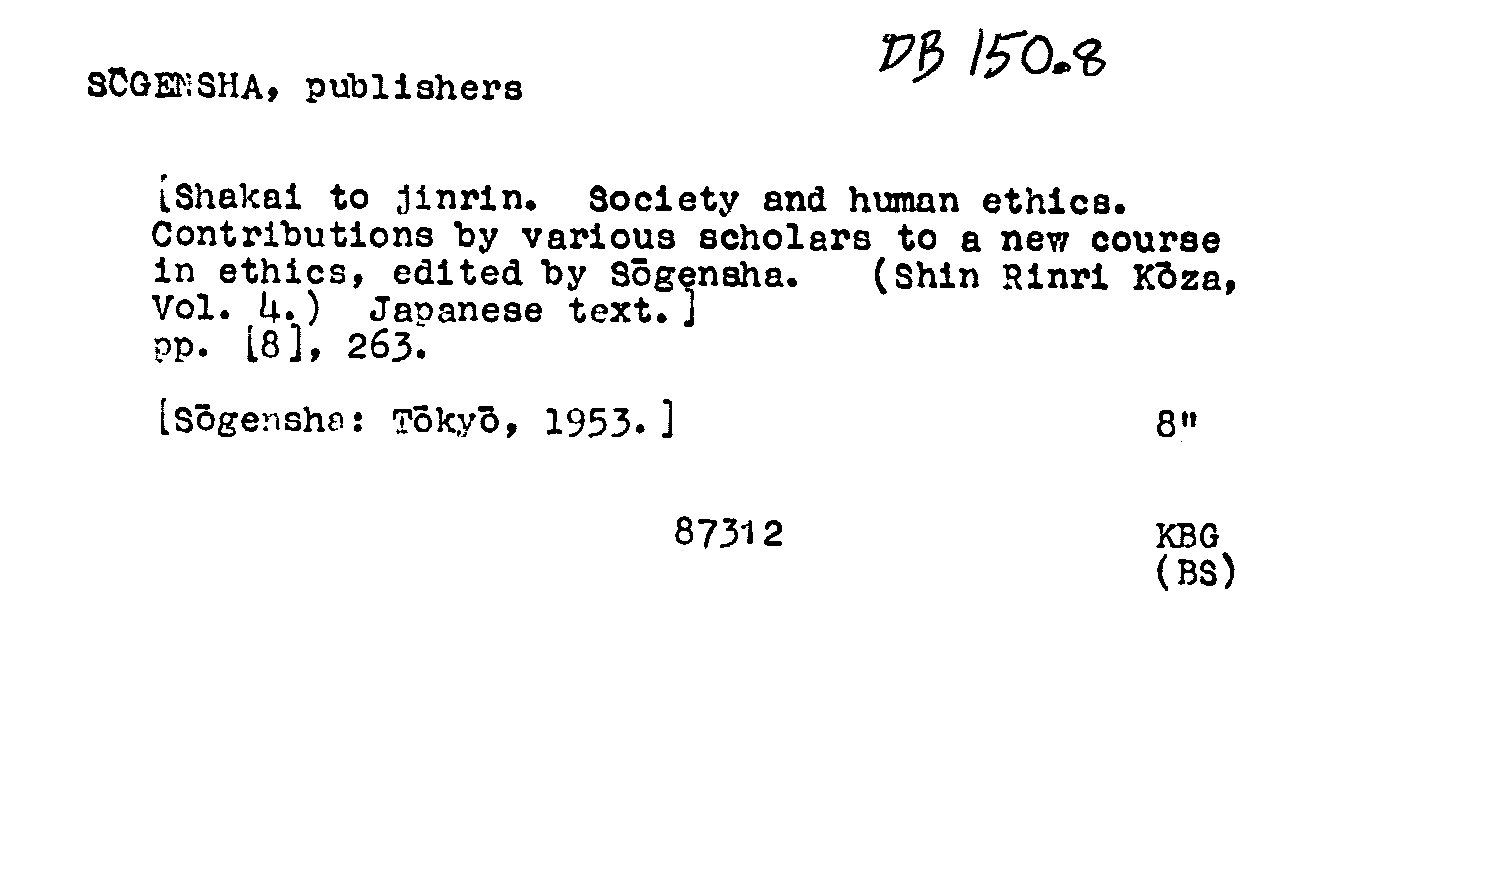 DB 150.8
SŌGENSHA, publishers
[Shakai to jinrin. Society and human ethics.
Contributions by various scholars to a new course
in ethics, edited by Sōgensha. (Shin Rinri Kōza,
Vol. 4.) Japanese text.]
pp. [8], 263.
[Sōgensha: Tōkyō, 1953.] 8"
87312 KBG
(BS)